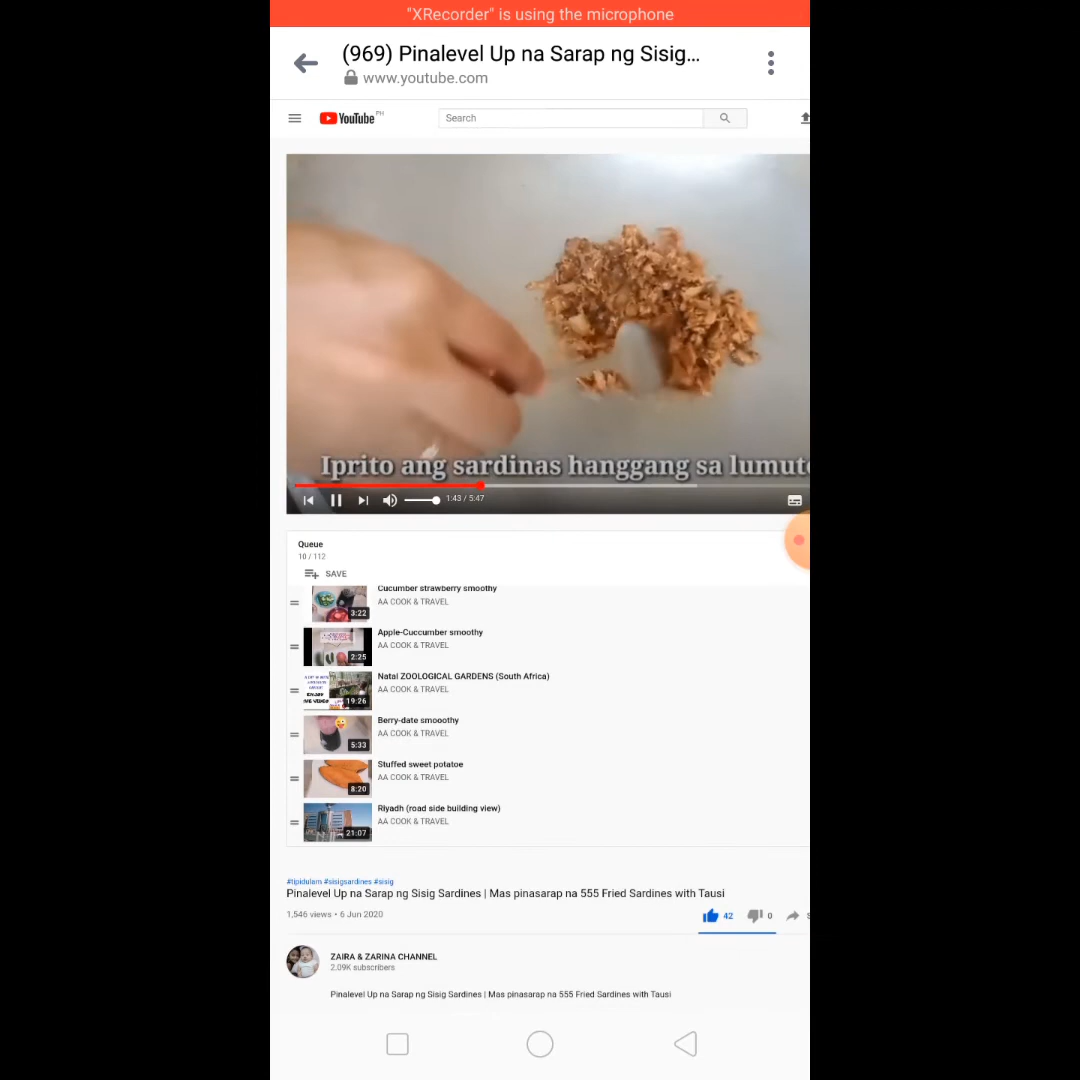 "XRecorder" is using the microphone
(969) Pinalevel Up na Sarap ng Sisig...
www.youtube.com
YouTube PH
Search
Iprito ang sardinas hanggang sa lumut
1:43 / 5:47
Queue
10 / 112
SAVE
Cucumber strawberry smoothy
AA COOK & TRAVEL
3:22
Apple-Cuccumber smoothy
AA COOK & TRAVEL
2:25
Natal ZOOLOGICAL GARDENS (South Africa)
AA COOK & TRAVEL
19:26
Berry-date smooothy
AA COOK & TRAVEL
5:33
Stuffed sweet potatoe
AA COOK & TRAVEL
8:20
Riyadh (road side building view)
AA COOK & TRAVEL
21:07
#tipidulam #sisigsardines #sisig
Pinalevel Up na Sarap ng Sisig Sardines | Mas pinasarap na 555 Fried Sardines with Tausi
1,546 views • 6 Jun 2020
42
0
S
ZAIRA & ZARINA CHANNEL
2.09K subscribers
Pinalevel Up na Sarap ng Sisig Sardines | Mas pinasarap na 555 Fried Sardines with Tausi